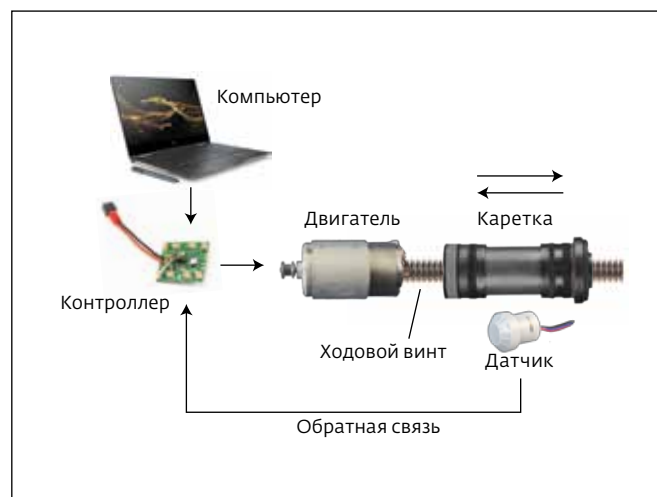 Компьютер
Двигатель
Каретка
Контроллер
Ходовой винт
Датчик
Обратная связь